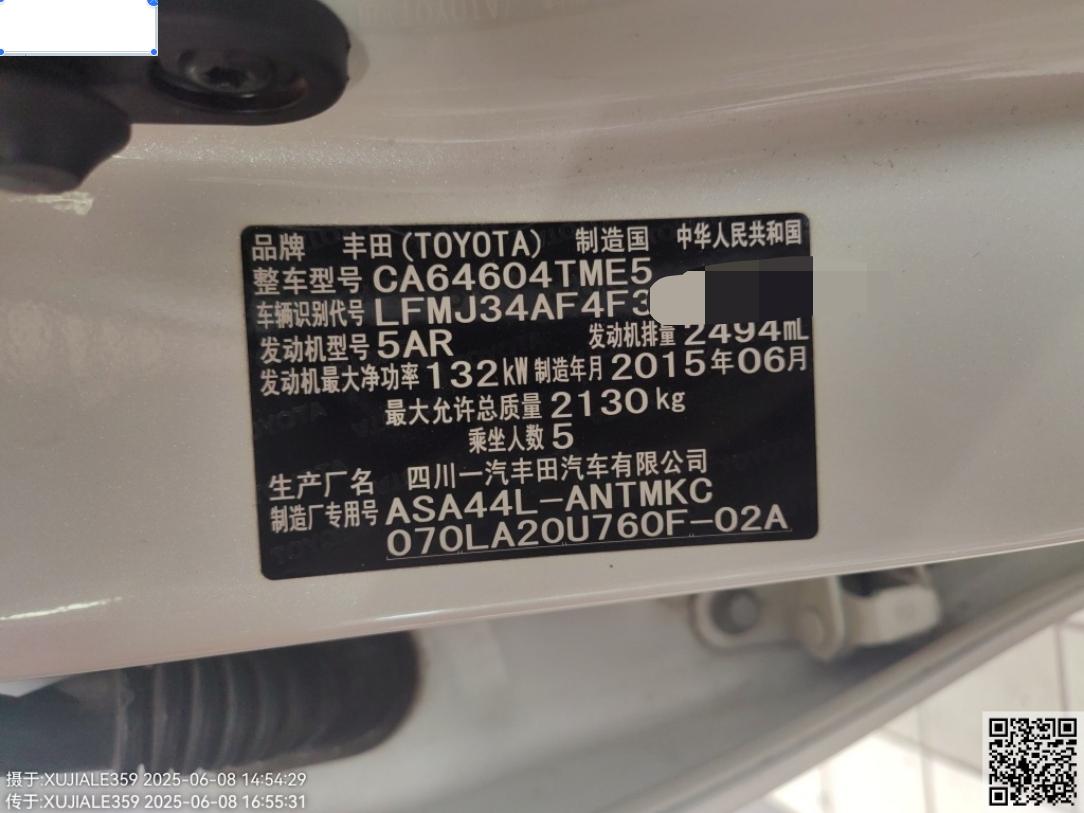 品牌 丰田(TOYOTA) 制造国 中华人民共和国
整车型号 CA64604TME5
车辆识别代号 LFMJ34AF4F3
发动机型号 5AR 发动机排量 2494mL
发动机最大净功率 132kW 制造年月 2015年06月
最大允许总质量 2130kg
乘坐人数 5
生产厂名 四川一汽丰田汽车有限公司
制造厂专用号 ASA44L-ANTMKC
070LA20U760F-02A
摄于:XUJIALE359 2025-06-08 14:54:29
传于:XUJIALE359 2025-06-08 16:55:31